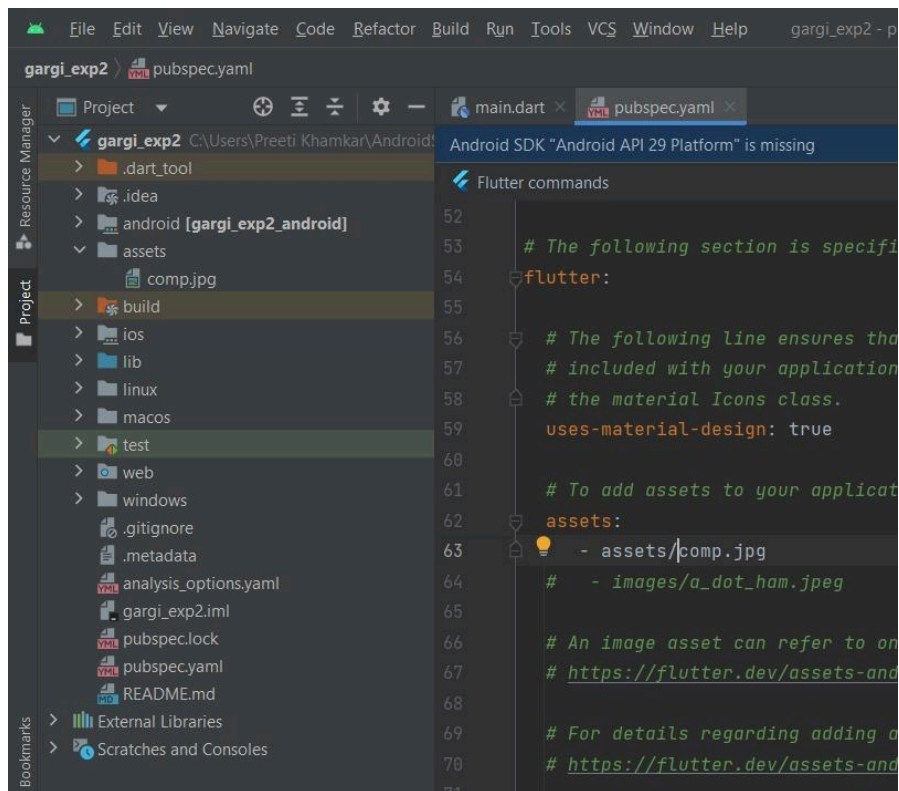 File Edit View Navigate Code Refactor Build Run Tools VCS Window Help gargi_exp2 - p
gargi_exp2 pubspec.yaml
Resource Manager
Project
Bookmarks
Project
gargi_exp2 C:\Users\Preeti Khamkar\AndroidS
.dart_tool
.idea
android [gargi_exp2_android]
assets
comp.jpg
build
ios
lib
linux
macos
test
web
windows
.gitignore
.metadata
analysis_options.yaml
gargi_exp2.iml
pubspec.lock
pubspec.yaml
README.md
External Libraries
Scratches and Consoles
main.dart pubspec.yaml
Android SDK "Android API 29 Platform" is missing
Flutter commands
52
53 # The following section is specifi
54 flutter:
55
56 # The following line ensures tha
57 # included with your application
58 # the material Icons class.
59 uses-material-design: true
60
61 # To add assets to your applicat
62 assets:
63 - assets/comp.jpg
64 # - images/a_dot_ham.jpeg
65
66 # An image asset can refer to on
67 # https://flutter.dev/assets-and
68
69 # For details regarding adding a
70 # https://flutter.dev/assets-and